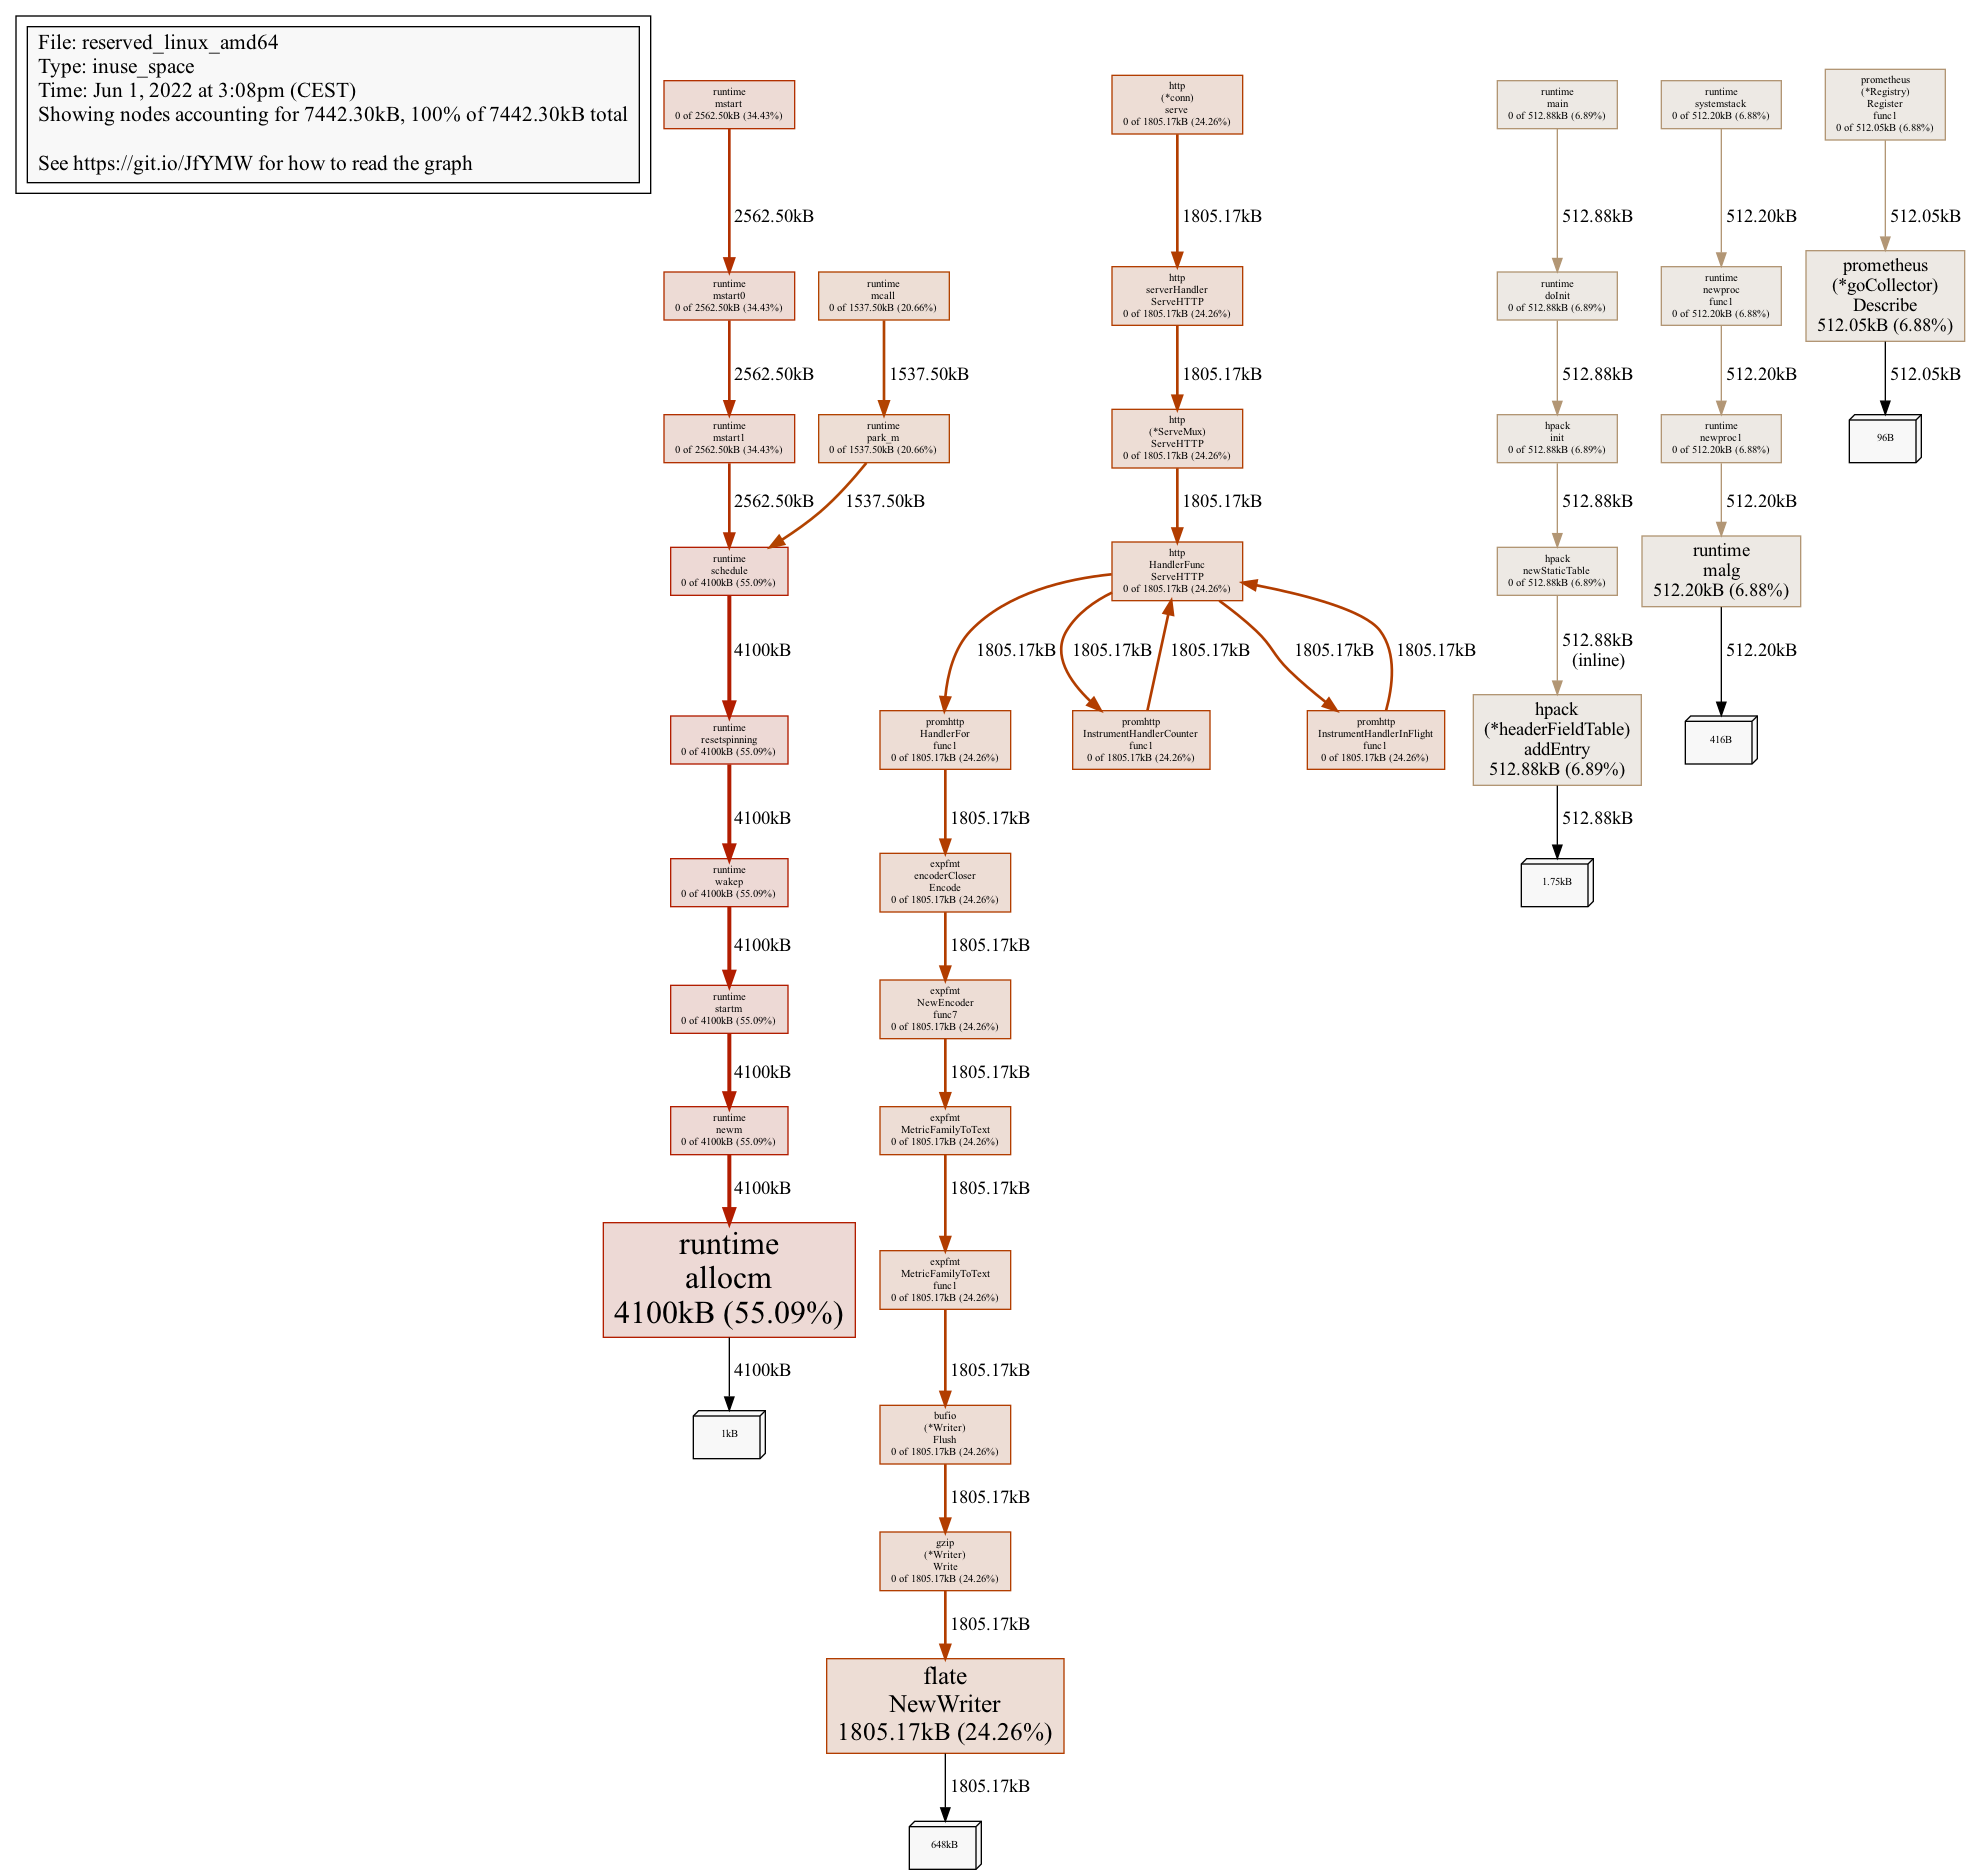 File: reserved_linux_amd64
Type: inuse_space
Time: Jun 1, 2022 at 3:08pm (CEST)
Showing nodes accounting for 7442.30kB, 100% of 7442.30kB total
See https://git.io/JfYMW for how to read the graph
runtime
mstart
0 of 2562.50kB (34.43%)
2562.50kB
runtime
mstart0
0 of 2562.50kB (34.43%)
2562.50kB
runtime
mstart1
0 of 2562.50kB (34.43%)
2562.50kB
runtime
mcall
0 of 1537.50kB (20.66%)
1537.50kB
runtime
park_m
0 of 1537.50kB (20.66%)
1537.50kB
runtime
schedule
0 of 4100kB (55.09%)
4100kB
runtime
resetspinning
0 of 4100kB (55.09%)
4100kB
runtime
wakep
0 of 4100kB (55.09%)
4100kB
runtime
startm
0 of 4100kB (55.09%)
4100kB
runtime
newm
0 of 4100kB (55.09%)
4100kB
runtime
allocm
4100kB (55.09%)
4100kB
1kB
http
(*conn)
serve
0 of 1805.17kB (24.26%)
1805.17kB
http
serverHandler
ServeHTTP
0 of 1805.17kB (24.26%)
1805.17kB
http
(*ServeMux)
ServeHTTP
0 of 1805.17kB (24.26%)
1805.17kB
http
HandlerFunc
ServeHTTP
0 of 1805.17kB (24.26%)
1805.17kB
1805.17kB
1805.17kB
1805.17kB
1805.17kB
promhttp
HandlerFor
func1
0 of 1805.17kB (24.26%)
promhttp
InstrumentHandlerCounter
func1
0 of 1805.17kB (24.26%)
promhttp
InstrumentHandlerInFlight
func1
0 of 1805.17kB (24.26%)
1805.17kB
expfmt
encoderCloser
Encode
0 of 1805.17kB (24.26%)
1805.17kB
expfmt
NewEncoder
func7
0 of 1805.17kB (24.26%)
1805.17kB
expfmt
MetricFamilyToText
0 of 1805.17kB (24.26%)
1805.17kB
expfmt
MetricFamilyToText
func1
0 of 1805.17kB (24.26%)
1805.17kB
bufio
(*Writer)
Flush
0 of 1805.17kB (24.26%)
1805.17kB
gzip
(*Writer)
Write
0 of 1805.17kB (24.26%)
1805.17kB
flate
NewWriter
1805.17kB (24.26%)
1805.17kB
648kB
runtime
main
0 of 512.88kB (6.89%)
512.88kB
runtime
doInit
0 of 512.88kB (6.89%)
512.88kB
hpack
init
0 of 512.88kB (6.89%)
512.88kB
hpack
newStaticTable
0 of 512.88kB (6.89%)
512.88kB
(inline)
hpack
(*headerFieldTable)
addEntry
512.88kB (6.89%)
512.88kB
1.75kB
runtime
systemstack
0 of 512.20kB (6.88%)
512.20kB
runtime
newproc
func1
0 of 512.20kB (6.88%)
512.20kB
runtime
newproc1
0 of 512.20kB (6.88%)
512.20kB
runtime
malg
512.20kB (6.88%)
512.20kB
416B
prometheus
(*Registry)
Register
func1
0 of 512.05kB (6.88%)
512.05kB
prometheus
(*goCollector)
Describe
512.05kB (6.88%)
512.05kB
96B